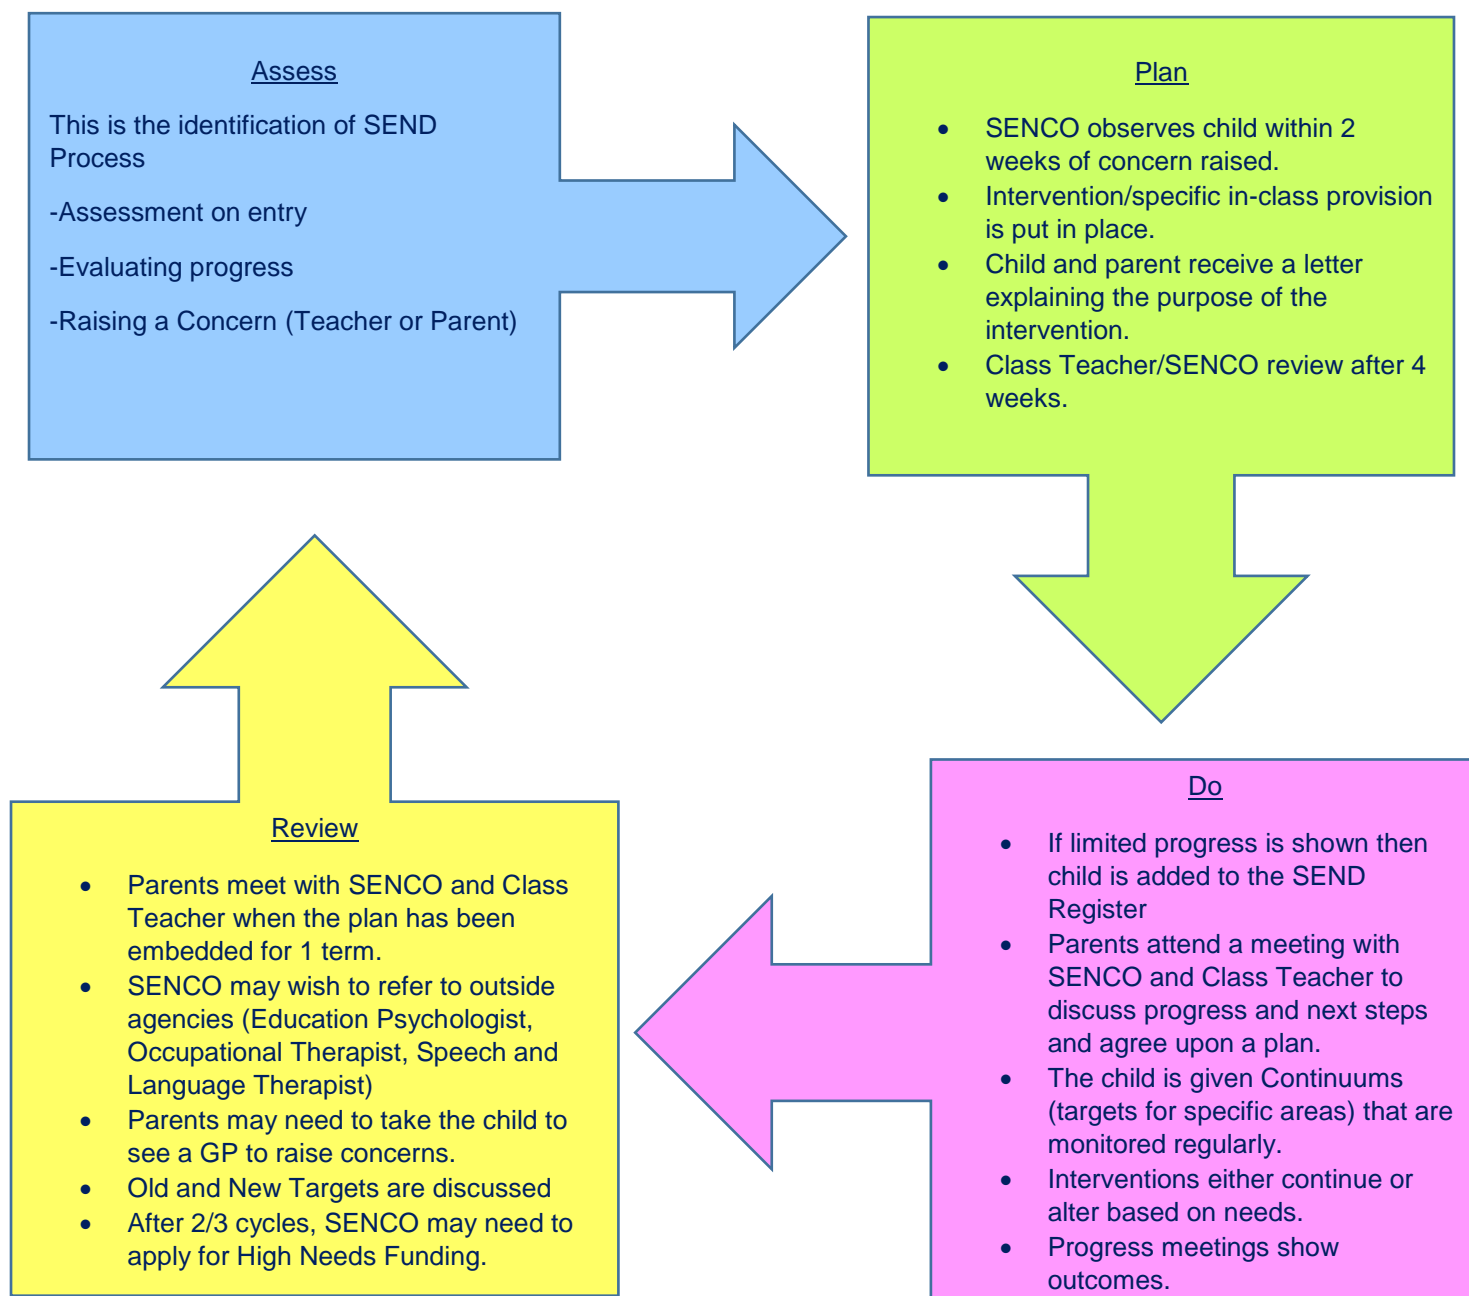 Assess
This is the identification of SEND
Process
-Assessment on entry
-Evaluating progress
-Raising a Concern (Teacher or Parent)
Plan
• SENCO observes child within 2
weeks of concern raised.
• Intervention/specific in-class provision
is put in place.
• Child and parent receive a letter
explaining the purpose of the
intervention.
• Class Teacher/SENCO review after 4
weeks.
Do
• If limited progress is shown then
child is added to the SEND
Register
• Parents attend a meeting with
SENCO and Class Teacher to
discuss progress and next steps
and agree upon a plan.
• The child is given Continuums
(targets for specific areas) that are
monitored regularly.
• Interventions either continue or
alter based on needs.
• Progress meetings show
outcomes.
Review
• Parents meet with SENCO and Class
Teacher when the plan has been
embedded for 1 term.
• SENCO may wish to refer to outside
agencies (Education Psychologist,
Occupational Therapist, Speech and
Language Therapist)
• Parents may need to take the child to
see a GP to raise concerns.
• Old and New Targets are discussed
• After 2/3 cycles, SENCO may need to
apply for High Needs Funding.